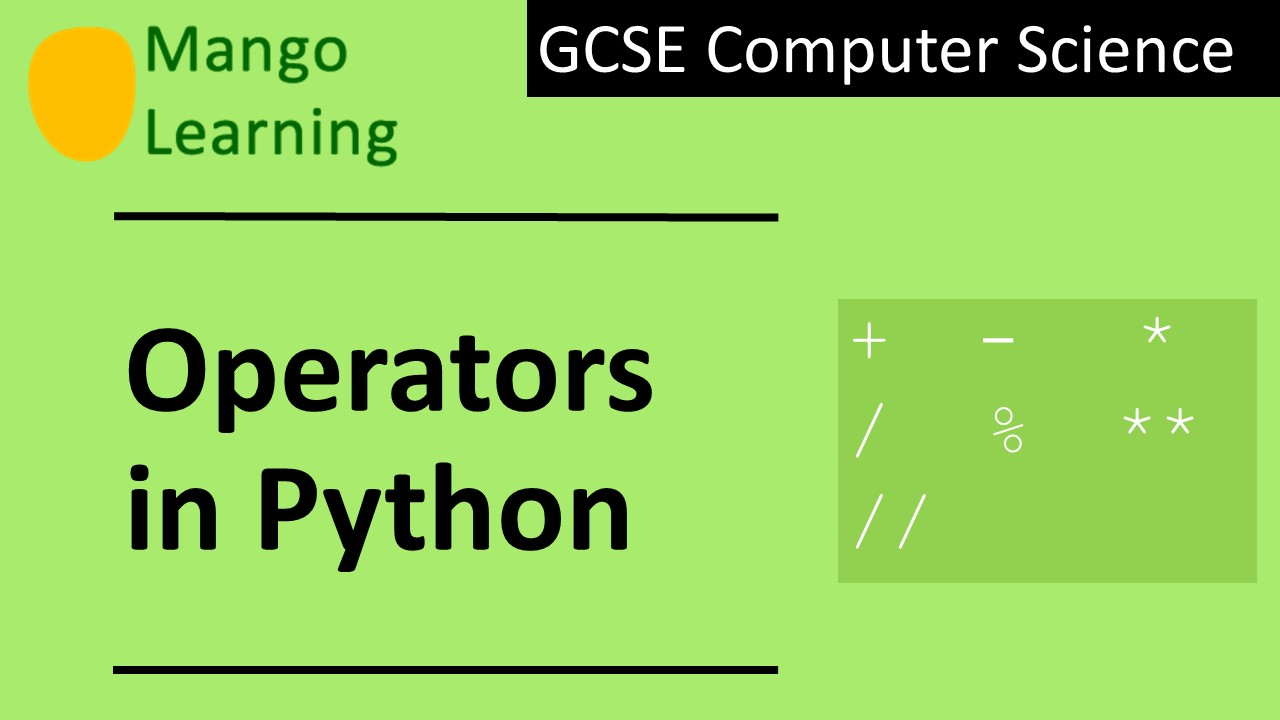 Mango
Learning
GCSE Computer Science
Operators
in Python
+ - *
/ % **
//